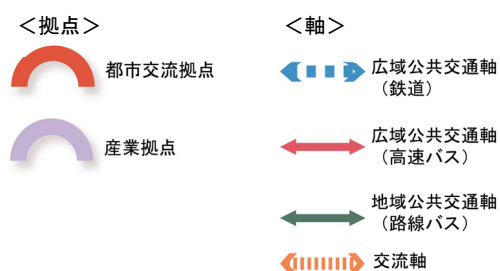 ＜拠点＞
都市交流拠点
産業拠点
＜軸＞
広域公共交通軸
（鉄道）
広域公共交通軸
（高速バス）
地域公共交通軸
（路線バス）
交流軸